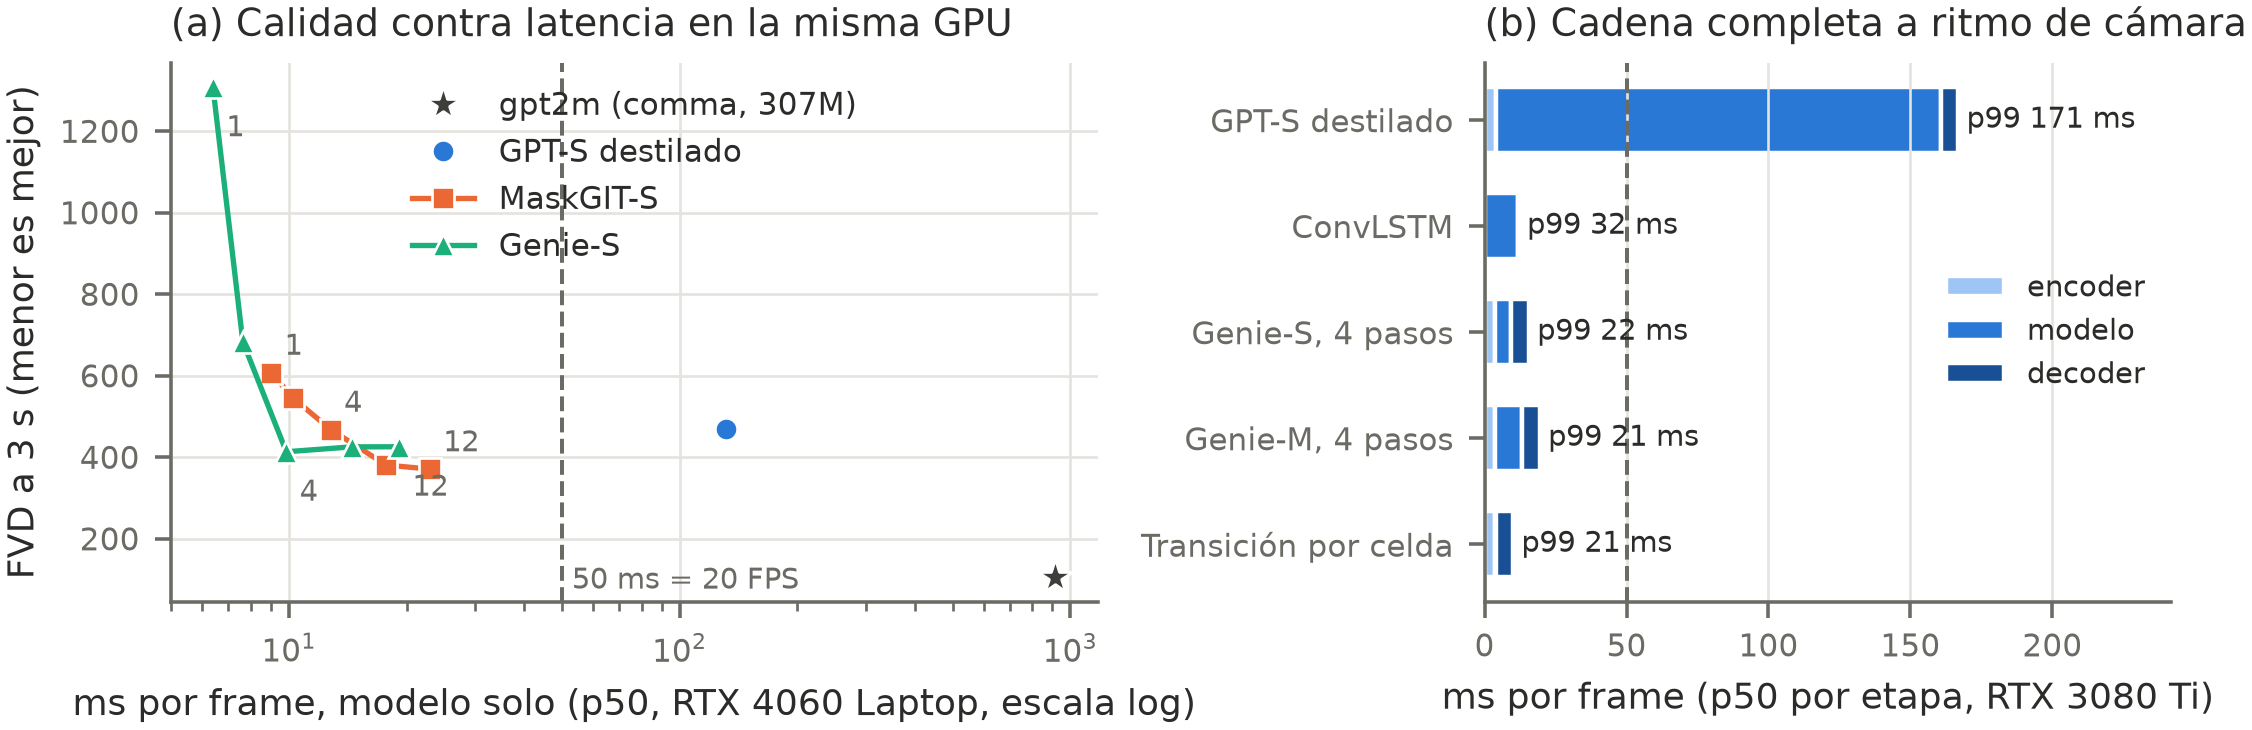 (a) Calidad contra latencia en la misma GPU
FVD a 3 s (menor es mejor)
1200
1000
800
600
400
200
gpt2m (comma, 307M)
GPT-S destilado
MaskGIT-S
Genie-S
1
1
4
12
4
12
50 ms = 20 FPS
10¹
10²
10³
ms por frame, modelo solo (p50, RTX 4060 Laptop, escala log)
(b) Cadena completa a ritmo de cámara
GPT-S destilado
p99 171 ms
ConvLSTM
p99 32 ms
Genie-S, 4 pasos
p99 22 ms
Genie-M, 4 pasos
p99 21 ms
Transición por celda
p99 21 ms
encoder
modelo
decoder
0
50
100
150
200
ms por frame (p50 por etapa, RTX 3080 Ti)